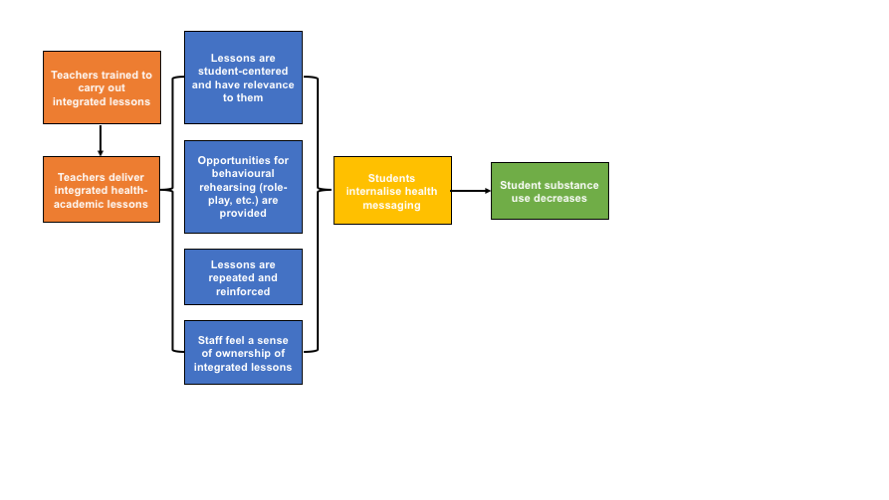 Teachers trained to
carry out
integrated lessons
Teachers deliver
integrated health-
academic lessons
Lessons are
student-centered
and have relevance
to them
Opportunities for
behavioural
rehearsing (role-
play, etc.) are
provided
Lessons are
repeated and
reinforced
Staff feel a sense
of ownership of
integrated lessons
Students
internalise health
messaging
Student substance
use decreases